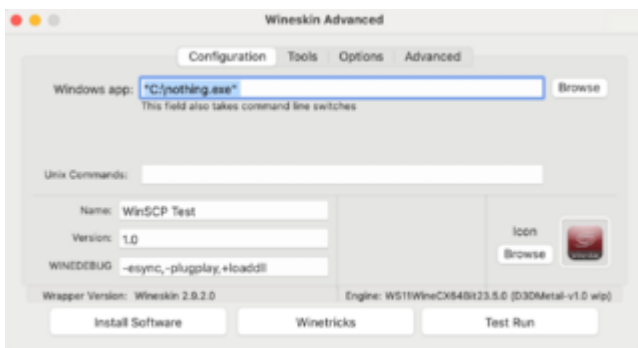 Wineskin Advanced
Configuration Tools Options Advanced
Windows app: "C:\nothing.exe" Browse
This field also takes command line switches
Unix Commands:
Name: WinSCP Test
Version: 1.0
Icon
Browse
WINEDEBUG -esync,-plugplay,+loaddll
Wrapper Version: Wineskin 2.9.2.0 Engine: WS11WineCX64Bit23.5.0 (D3DMetal-v1.0 wip)
Install Software Winetricks Test Run